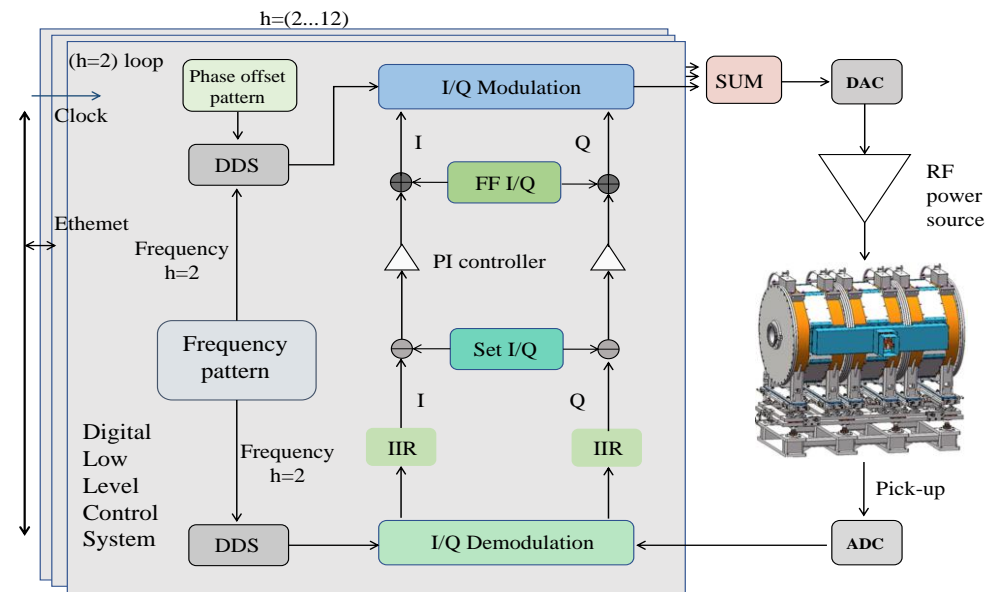 h=(2...12)
(h=2) loop
Phase offset
pattern
I/Q Modulation
SUM
DAC
Clock
I
Q
DDS
FF I/Q
RF
power
source
Ethemet
Frequency
h=2
PI controller
Frequency
pattern
Set I/Q
I
Q
Digital
Low
Level
Control
System
Frequency
h=2
IIR
IIR
Pick-up
DDS
I/Q Demodulation
ADC